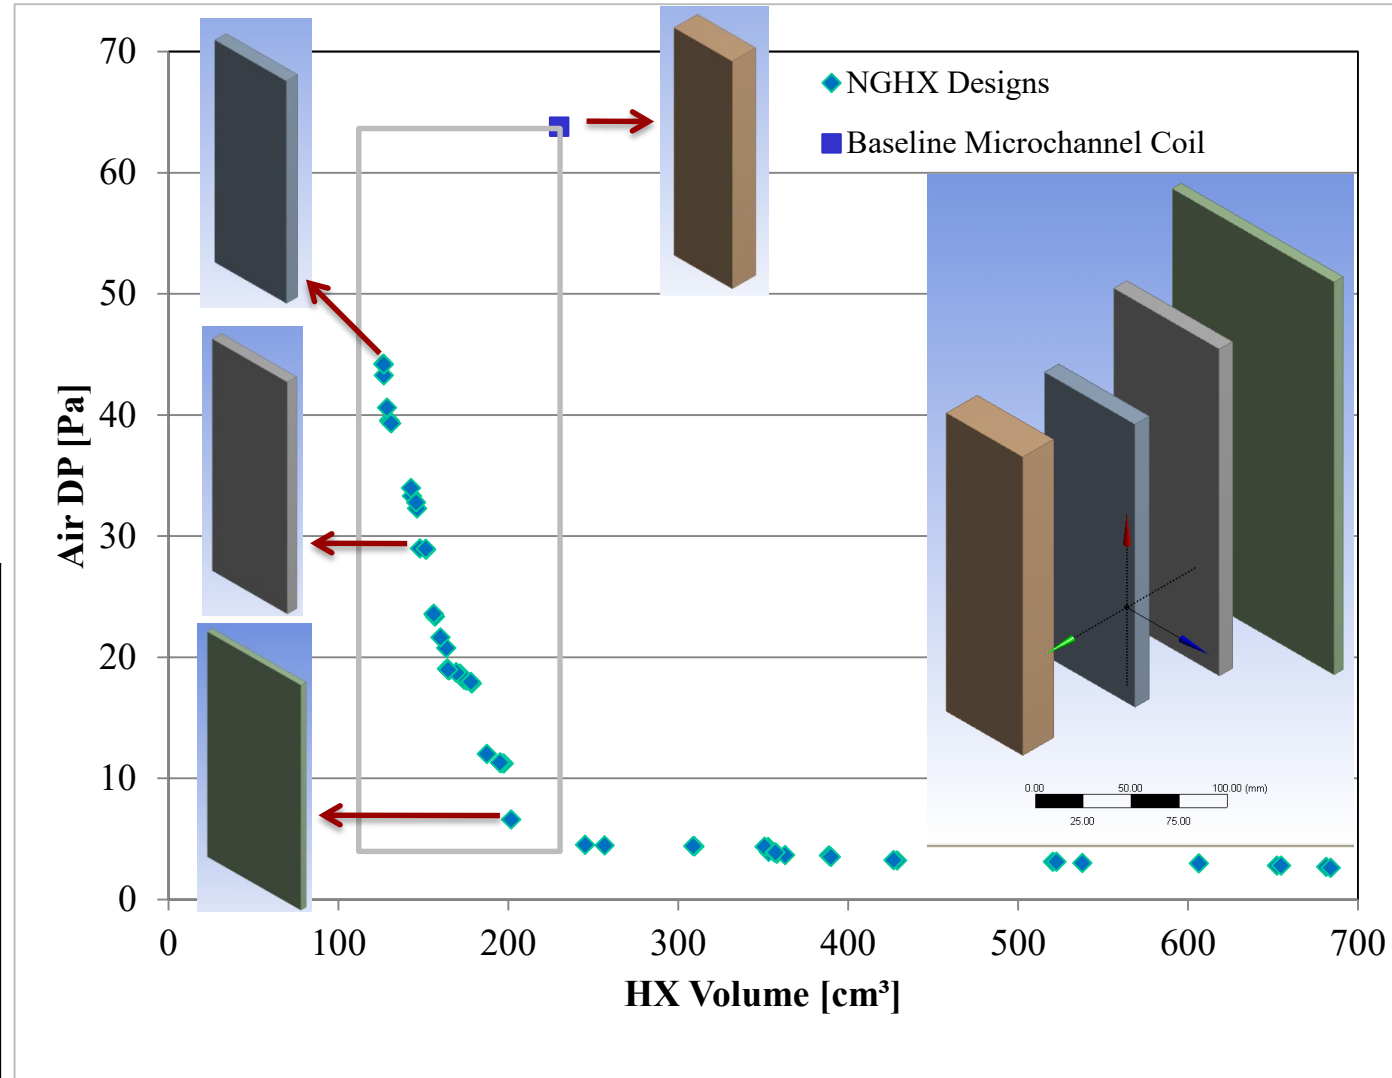 70
60
50
40
30
20
10
0
Air DP [Pa]
NGHX Designs
Baseline Microchannel Coil
0.00 50.00 100.00 (mm)
25.00 75.00
0 100 200 300 400 500 600 700
HX Volume [cm³]